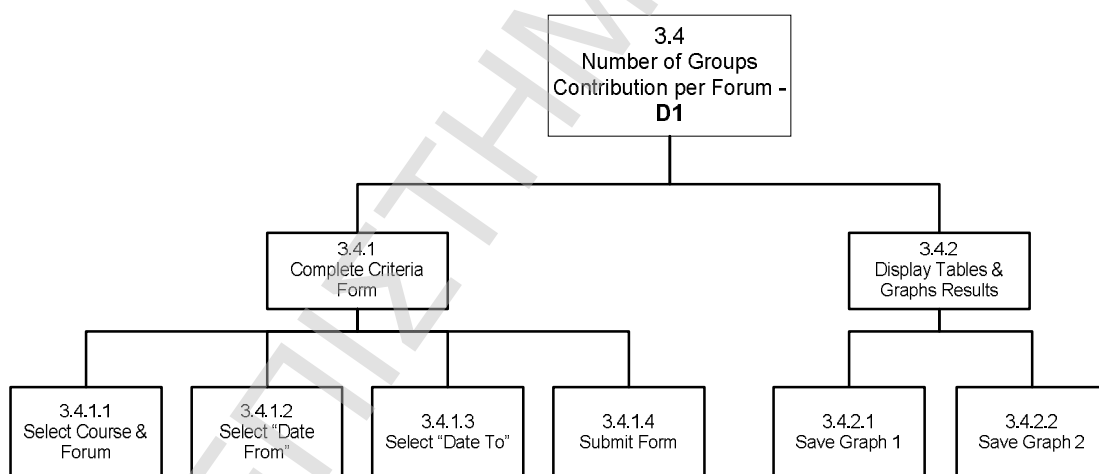 3.4
Number of Groups
Contribution per Forum -
D1
3.4.1
Complete Criteria
Form
3.4.2
Display Tables &
Graphs Results
3.4.1.1
Select Course &
Forum
3.4.1.2
Select “Date
From”
3.4.1.3
Select “Date To”
3.4.1.4
Submit Form
3.4.2.1
Save Graph 1
3.4.2.2
Save Graph 2